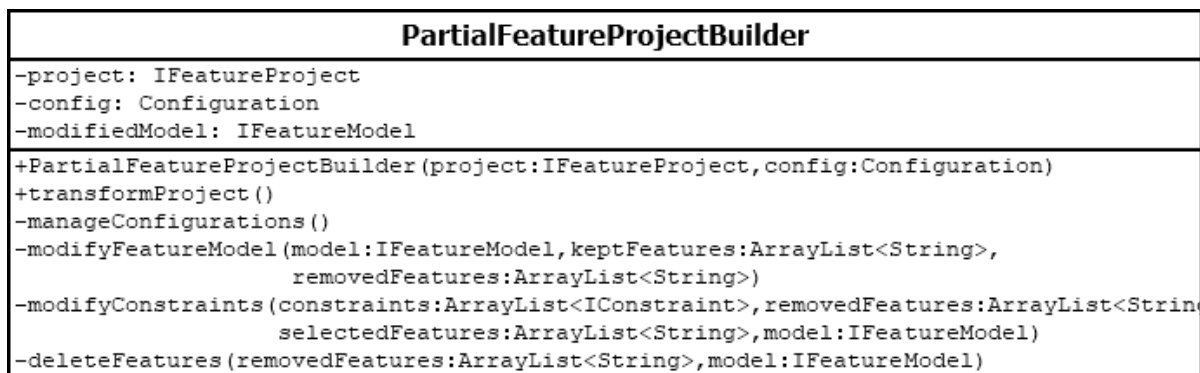 PartialFeatureProjectBuilder
-project: IFeatureProject
-config: Configuration
-modifiedModel: IFeatureModel
+PartialFeatureProjectBuilder(project:IFeatureProject,config:Configuration)
+transformProject()
-manageConfigurations()
-modifyFeatureModel(model:IFeatureModel,keptFeatures:ArrayList<String>,
removedFeatures:ArrayList<String>)
-modifyConstraints(constraints:ArrayList<IConstraint>,removedFeatures:ArrayList<Strin
selectedFeatures:ArrayList<String>,model:IFeatureModel)
-deleteFeatures(removedFeatures:ArrayList<String>,model:IFeatureModel)